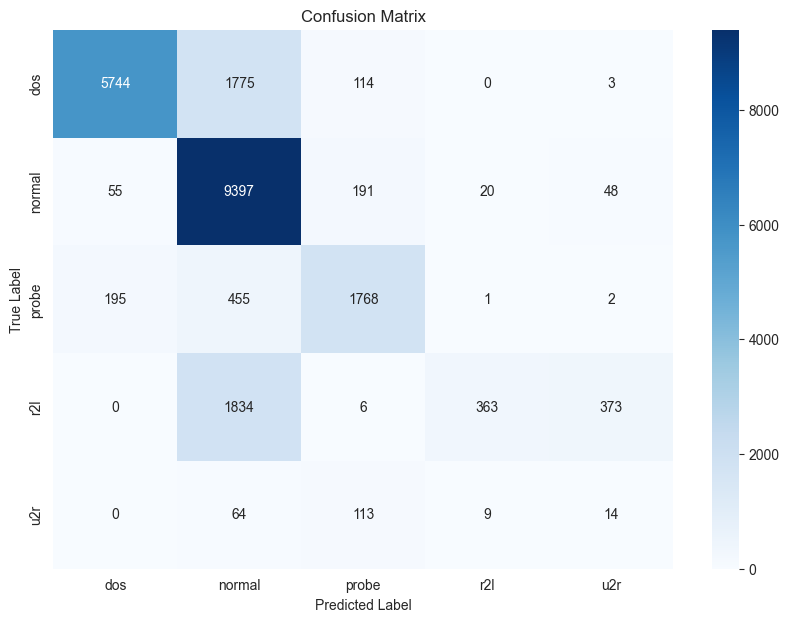 Confusion Matrix
True Label
dos 5744 1775 114 0 3
normal 55 9397 191 20 48
probe 195 455 1768 1 2
r2l 0 1834 6 363 373
u2r 0 64 113 9 14
dos normal probe r2l u2r
Predicted Label
8000
6000
4000
2000
0